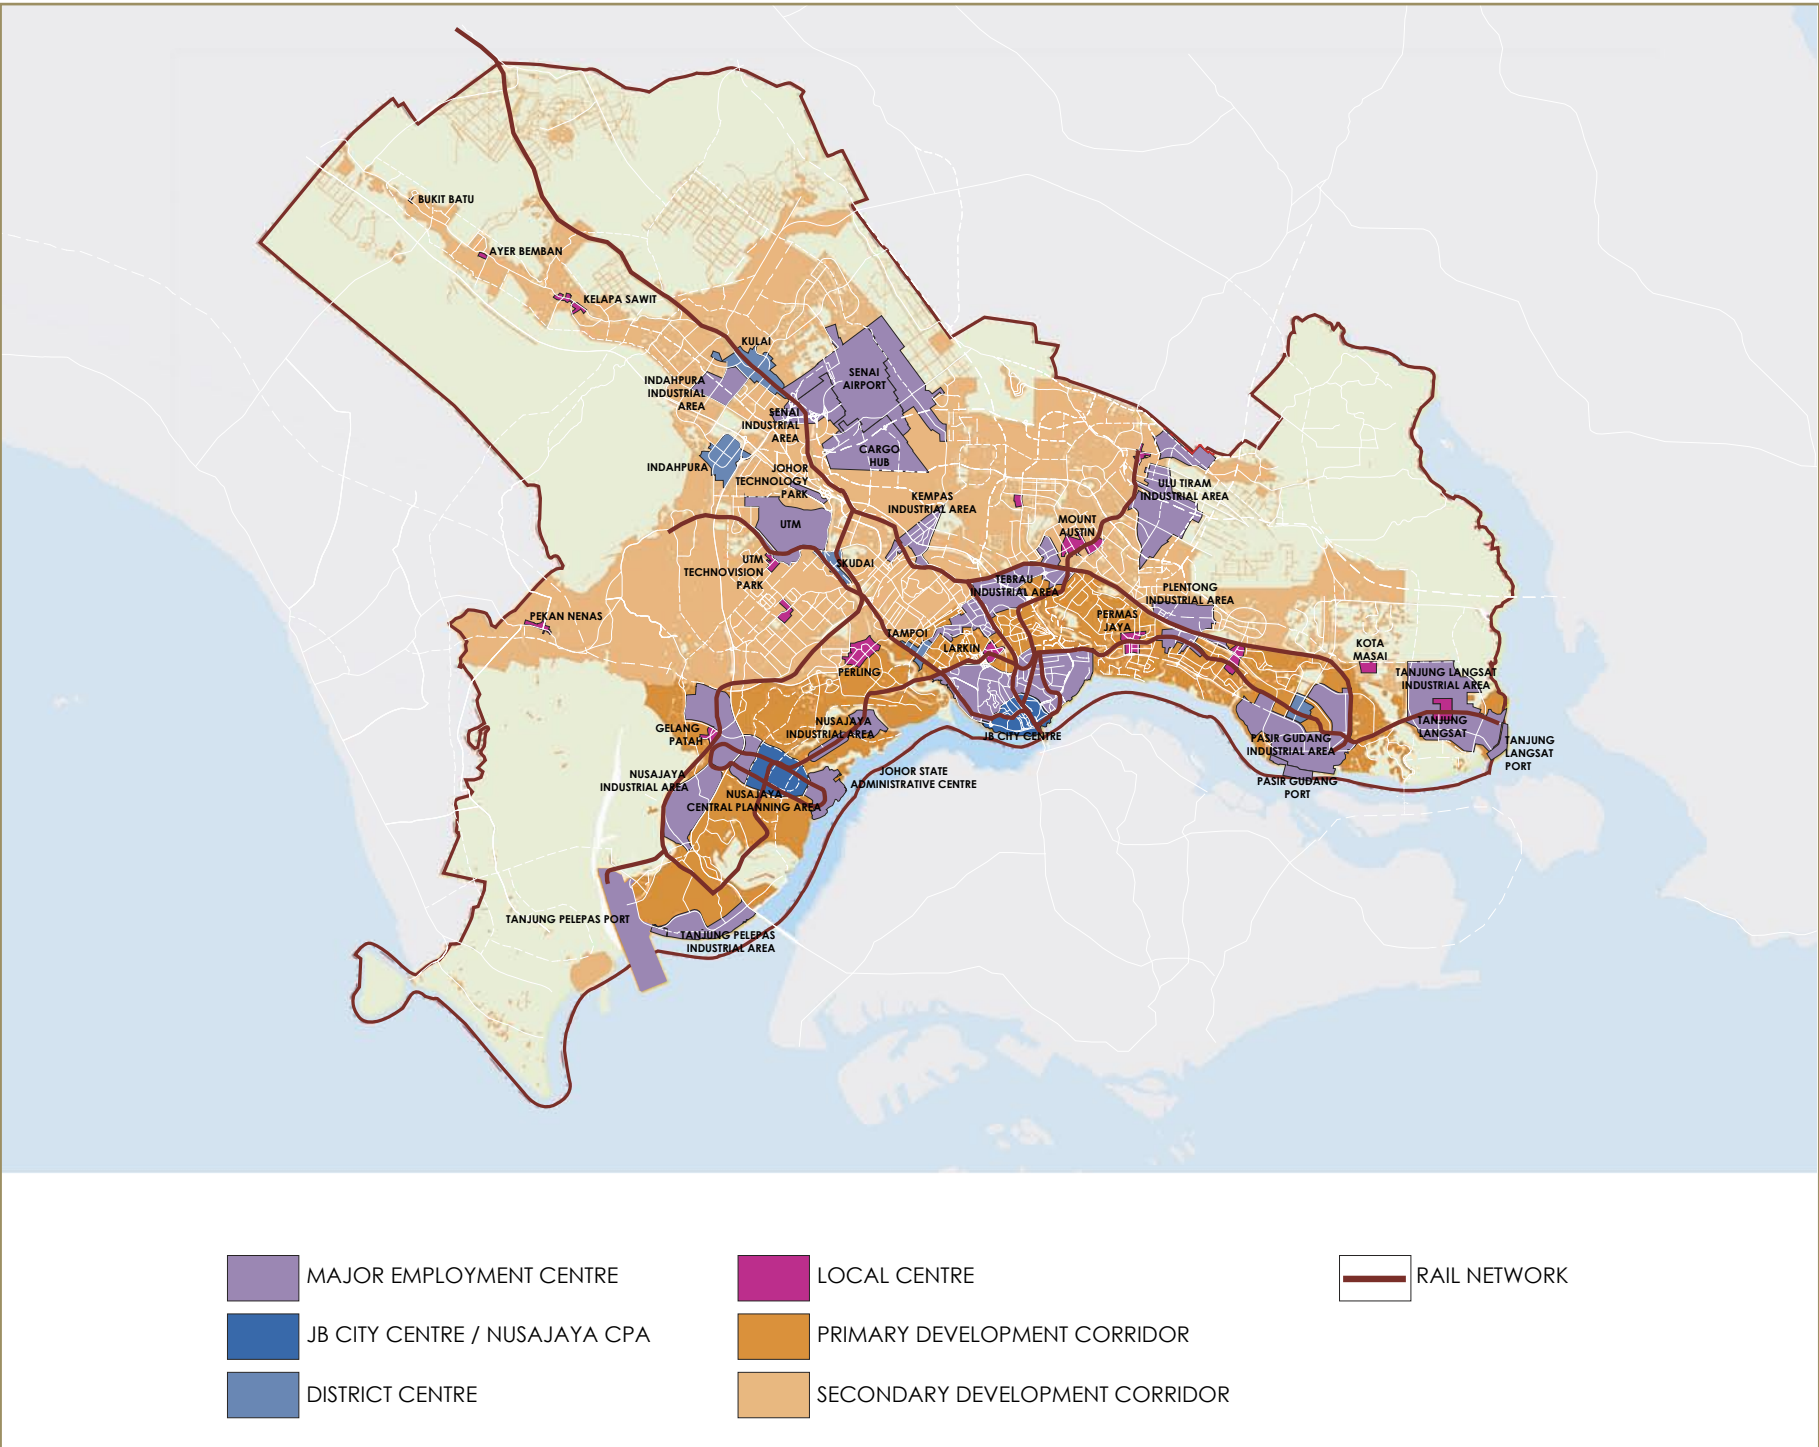 BUKIT BATU
AYER BEMBAN
KELAPA SAWIT
KULAI
INDAHPURA
INDUSTRIAL
AREA
SENAI
AIRPORT
SENAI
INDUSTRIAL
AREA
CARGO
HUB
INDAHPURA
JOHOR
TECHNOLOGY
PARK
KEMPAS
INDUSTRIAL AREA
ULU TIRAM
INDUSTRIAL AREA
UTM
MOUNT
AUSTIN
UTM
TECHNOVISION
PARK
SKUDAI
TEBRAU
INDUSTRIAL AREA
PLENTONG
INDUSTRIAL AREA
PEKAN NENAS
PERMAS
JAYA
TAMPOI
LARKIN
KOTA
MASAI
PERLING
TANJUNG LANGSAT
INDUSTRIAL AREA
GELANG
PATAH
NUSAJAYA
INDUSTRIAL AREA
JB CITY CENTRE
PASIR GUDANG
INDUSTRIAL AREA
TANJUNG
LANGSAT
TANJUNG
LANGSAT
PORT
NUSAJAYA
INDUSTRIAL AREA
JOHOR STATE
ADMINISTRATIVE CENTRE
PASIR GUDANG
PORT
NUSAJAYA
CENTRAL PLANNING AREA
TANJUNG PELEPAS PORT
TANJUNG PELEPAS
INDUSTRIAL AREA
MAJOR EMPLOYMENT CENTRE
JB CITY CENTRE / NUSAJAYA CPA
DISTRICT CENTRE
LOCAL CENTRE
PRIMARY DEVELOPMENT CORRIDOR
SECONDARY DEVELOPMENT CORRIDOR
RAIL NETWORK